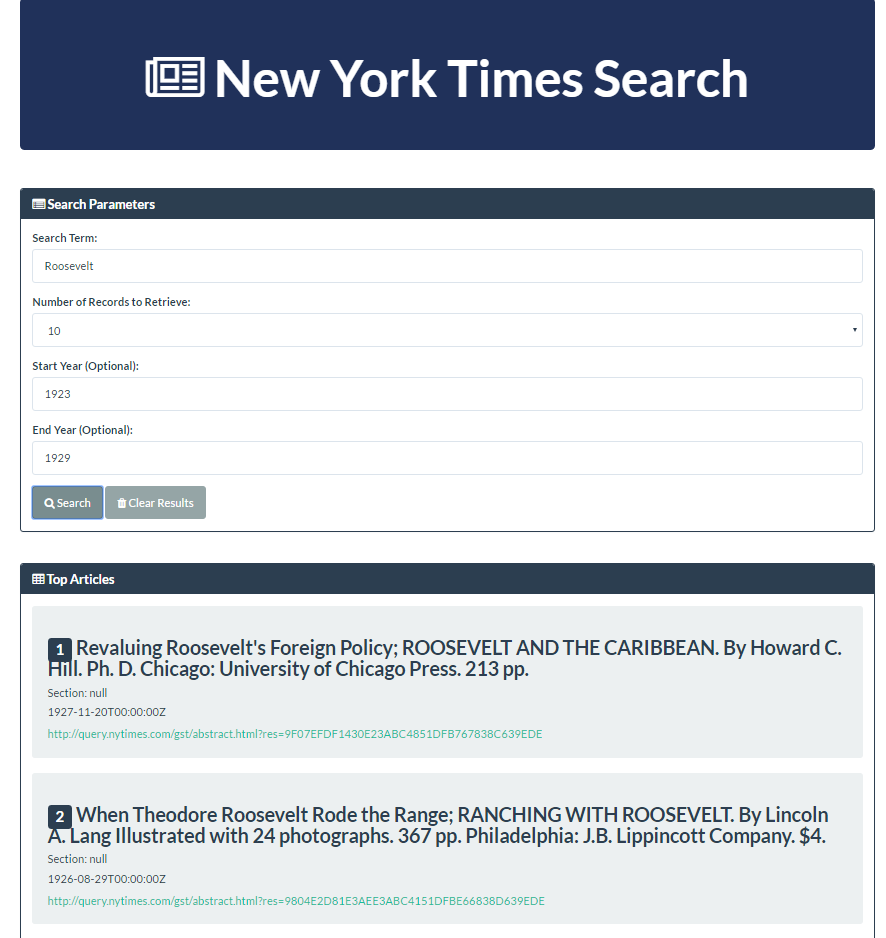 New York Times Search
Search Parameters
Search Term:
Roosevelt
Number of Records to Retrieve:
10
Start Year (Optional):
1923
End Year (Optional):
1929
Search Clear Results
Top Articles
1 Revaluing Roosevelt's Foreign Policy; ROOSEVELT AND THE CARIBBEAN. By Howard C.
Hill. Ph. D. Chicago: University of Chicago Press. 213 pp.
Section: null
1927-11-20T00:00:00Z
http://query.nytimes.com/gst/abstract.html?res=9F07EFDF1430E23ABC4851DFB767838C639EDE
2 When Theodore Roosevelt Rode the Range; RANCHING WITH ROOSEVELT. By Lincoln
A. Lang Illustrated with 24 photographs. 367 pp. Philadelphia: J.B. Lippincott Company. $4.
Section: null
1926-08-29T00:00:00Z
http://query.nytimes.com/gst/abstract.html?res=9804E2D81E3AEE3ABC4151DFBE66838D639EDE